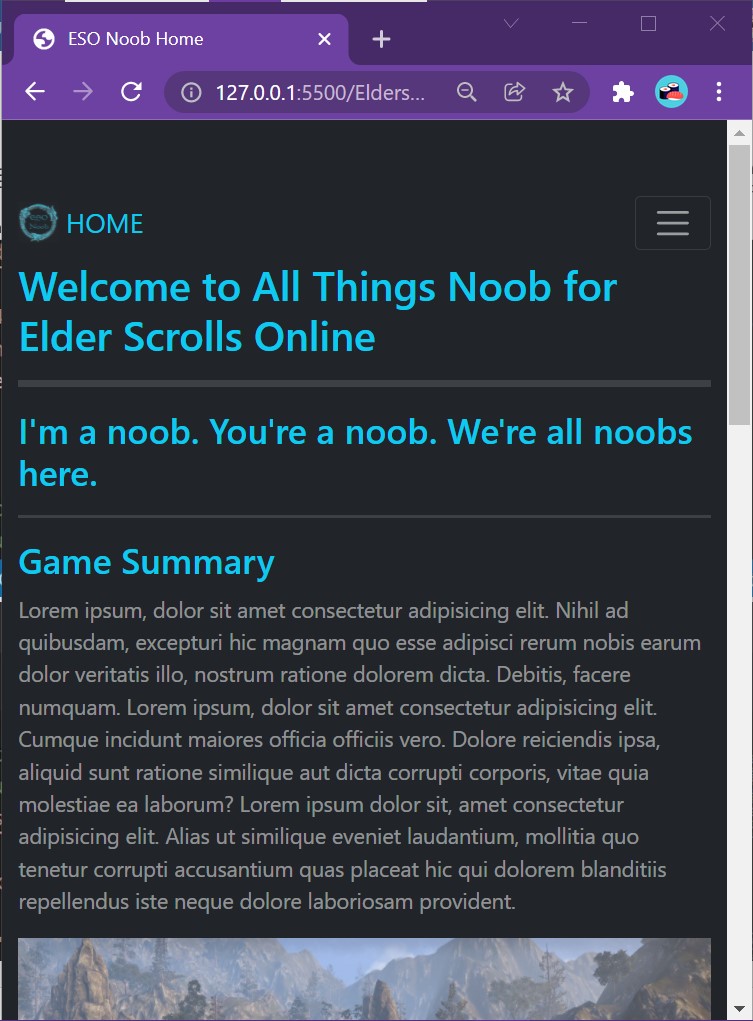 ESO Noob Home
127.0.0.1:5500/Elders...
HOME
Welcome to All Things Noob for
Elder Scrolls Online
I'm a noob. You're a noob. We're all noobs
here.
Game Summary
Lorem ipsum, dolor sit amet consectetur adipisicing elit. Nihil ad
quibusdam, excepturi hic magnam quo esse adipisci rerum nobis earum
dolor veritatis illo, nostrum ratione dolorem dicta. Debitis, facere
numquam. Lorem ipsum, dolor sit amet consectetur adipisicing elit.
Cumque incidunt maiores officia officiis vero. Dolore reiciendis ipsa,
aliquid sunt ratione similique aut dicta corrupti corporis, vitae quia
molestiae ea laborum? Lorem ipsum dolor sit, amet consectetur
adipisicing elit. Alias ut similique eveniet laudantium, mollitia quo
tenetur corrupti accusantium quas placeat hic qui dolorem blanditiis
repellendus iste neque dolore laboriosam provident.